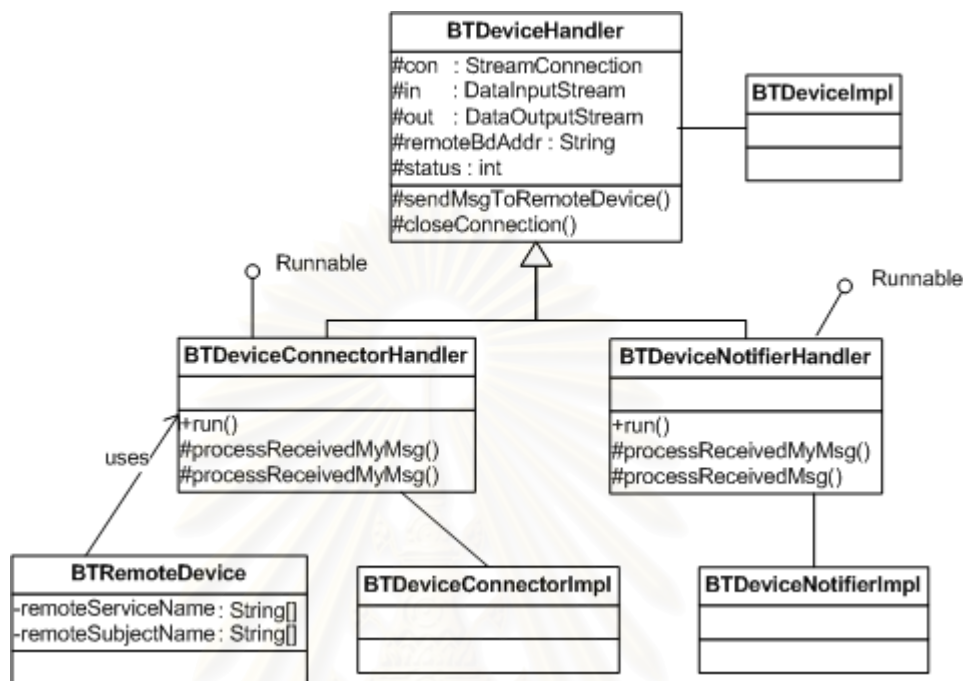 BTDeviceHandler
#con : StreamConnection
#in : DataInputStream
#out : DataOutputStream
#remoteBdAddr : String
#status : int
#sendMsgToRemoteDevice()
#closeConnection()
BTDeviceImpl
Runnable
Runnable
BTDeviceConnectorHandler
+run()
#processReceivedMyMsg()
#processReceivedMyMsg()
BTDeviceNotifierHandler
+run()
#processReceivedMyMsg()
#processReceivedMsg()
uses
BTRemoteDevice
-remoteServiceName : String[]
-remoteSubjectName : String[]
BTDeviceConnectorImpl
BTDeviceNotifierImpl